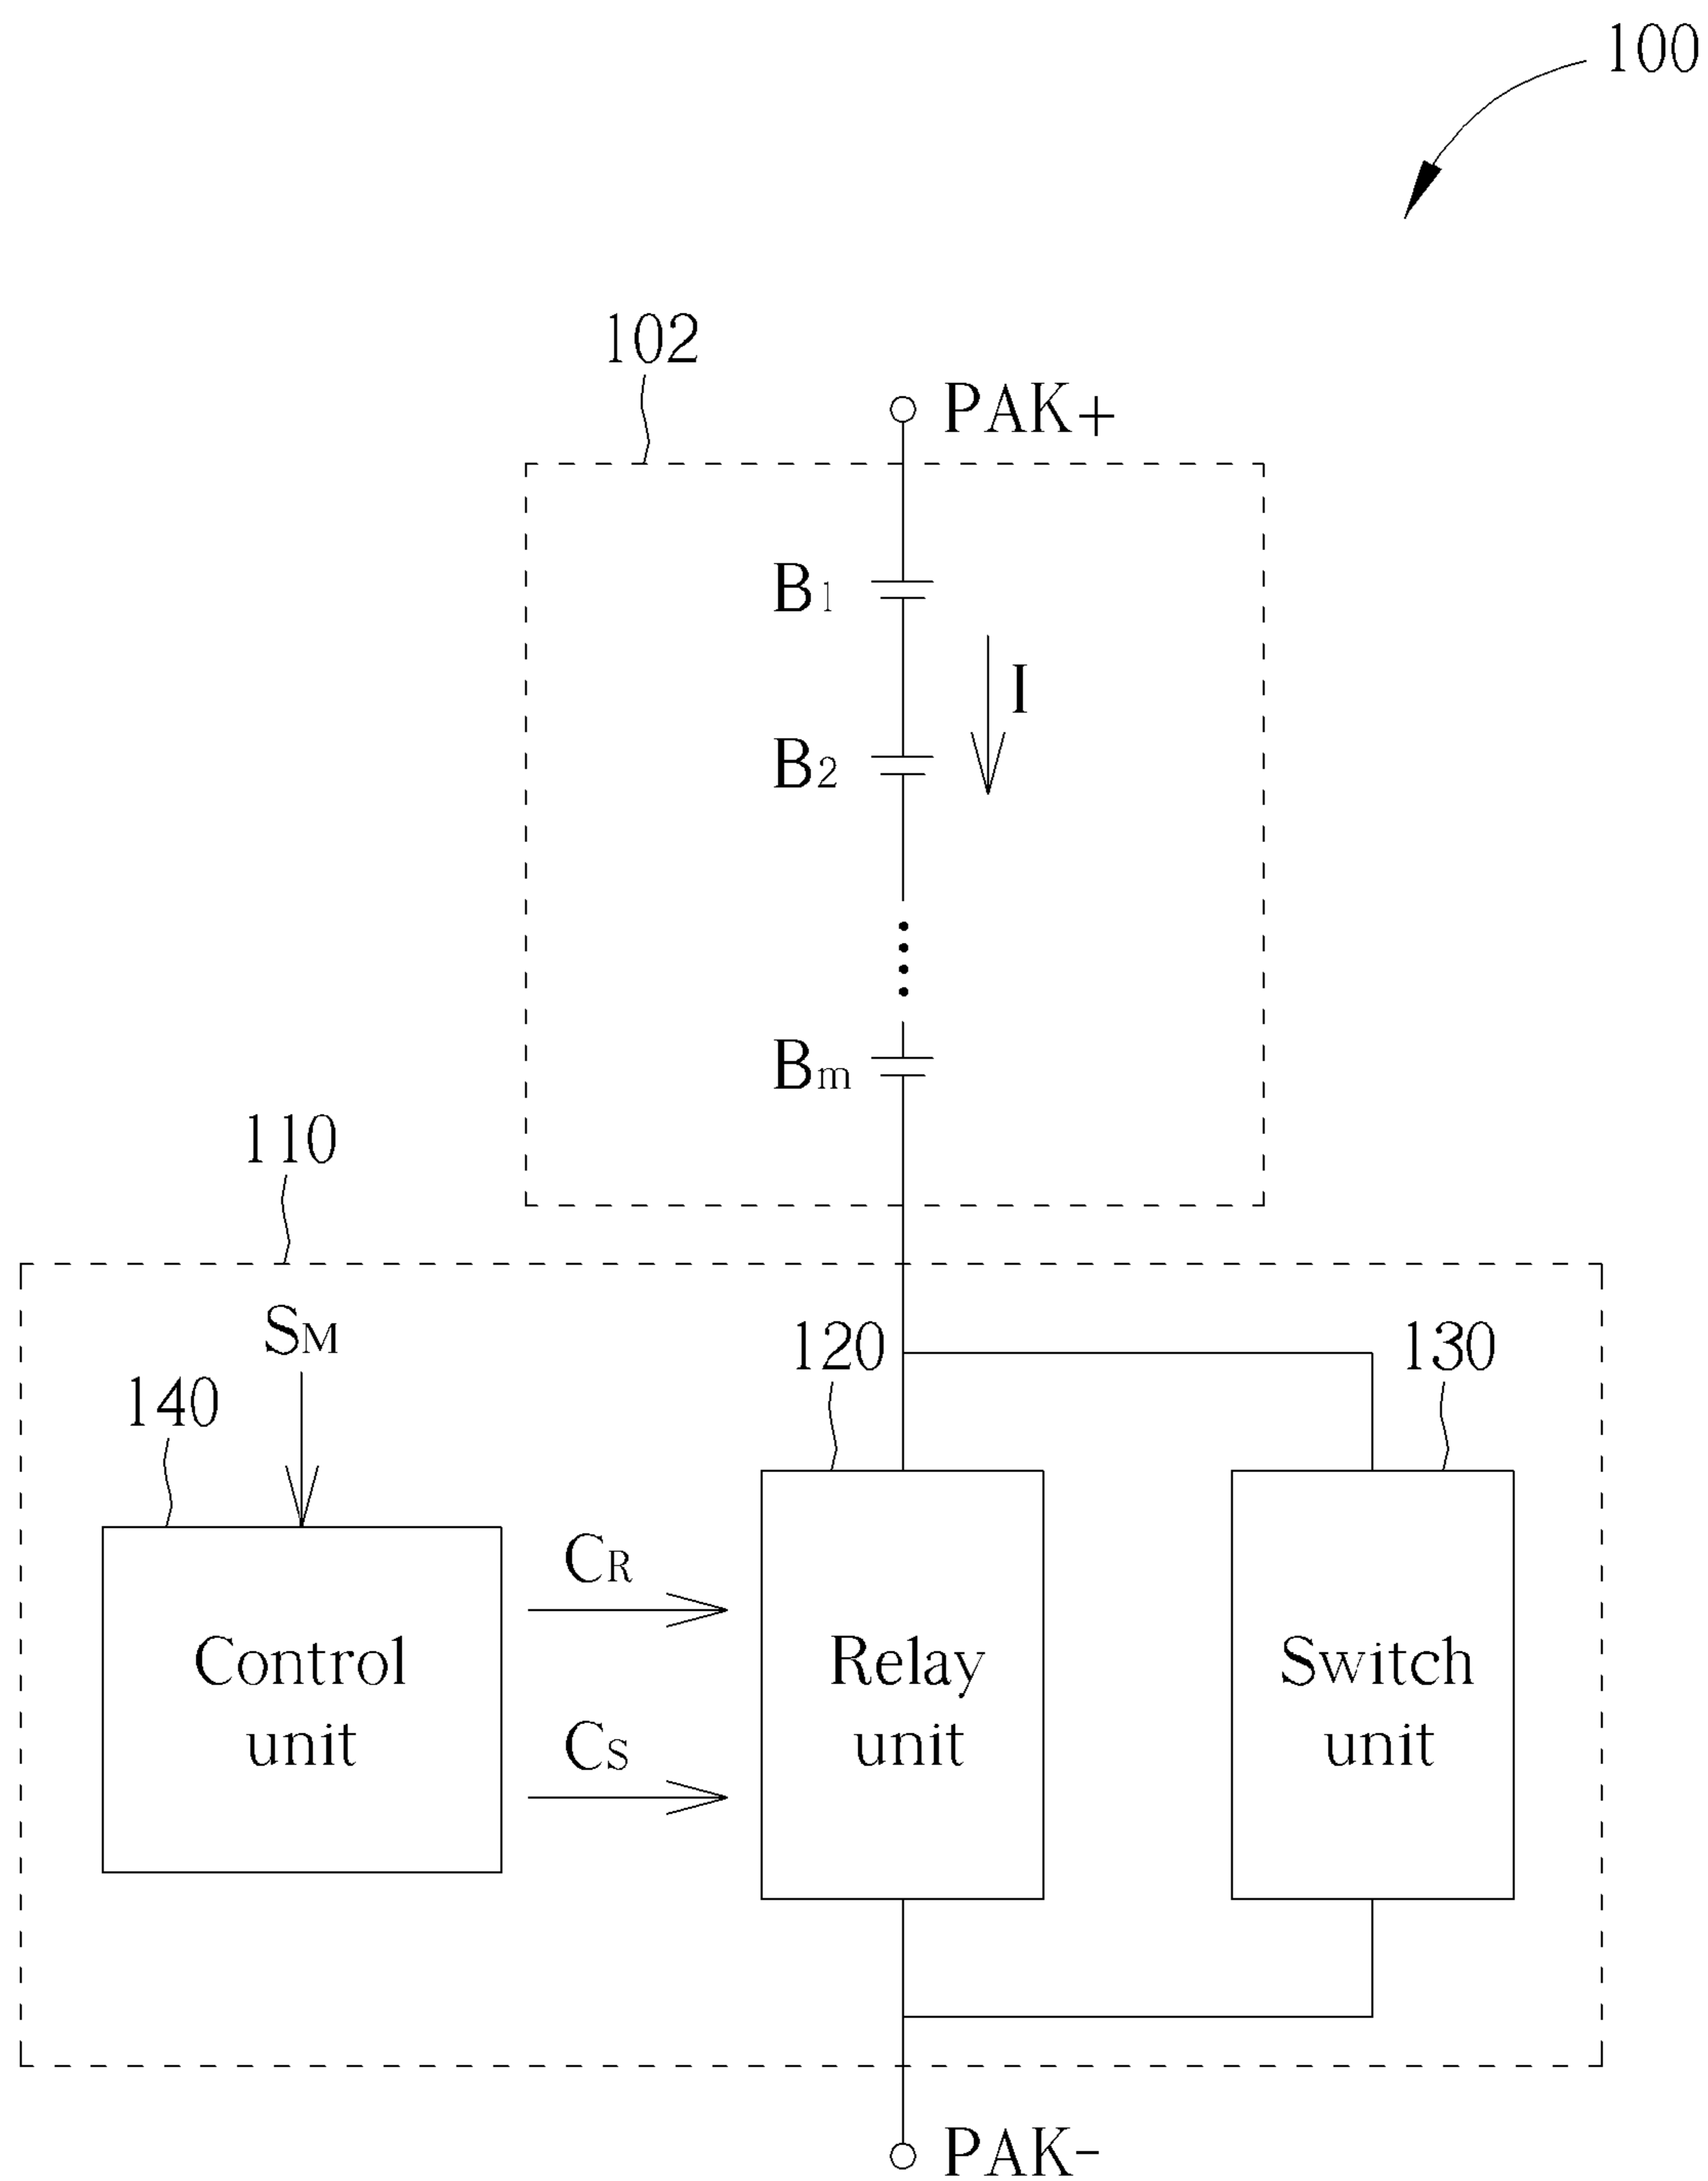 100
102
PAK+
B1
I
B2
Bm
110
SM
120
130
140
CR
Control
unit
Relay
unit
Switch
unit
CS
PAK-